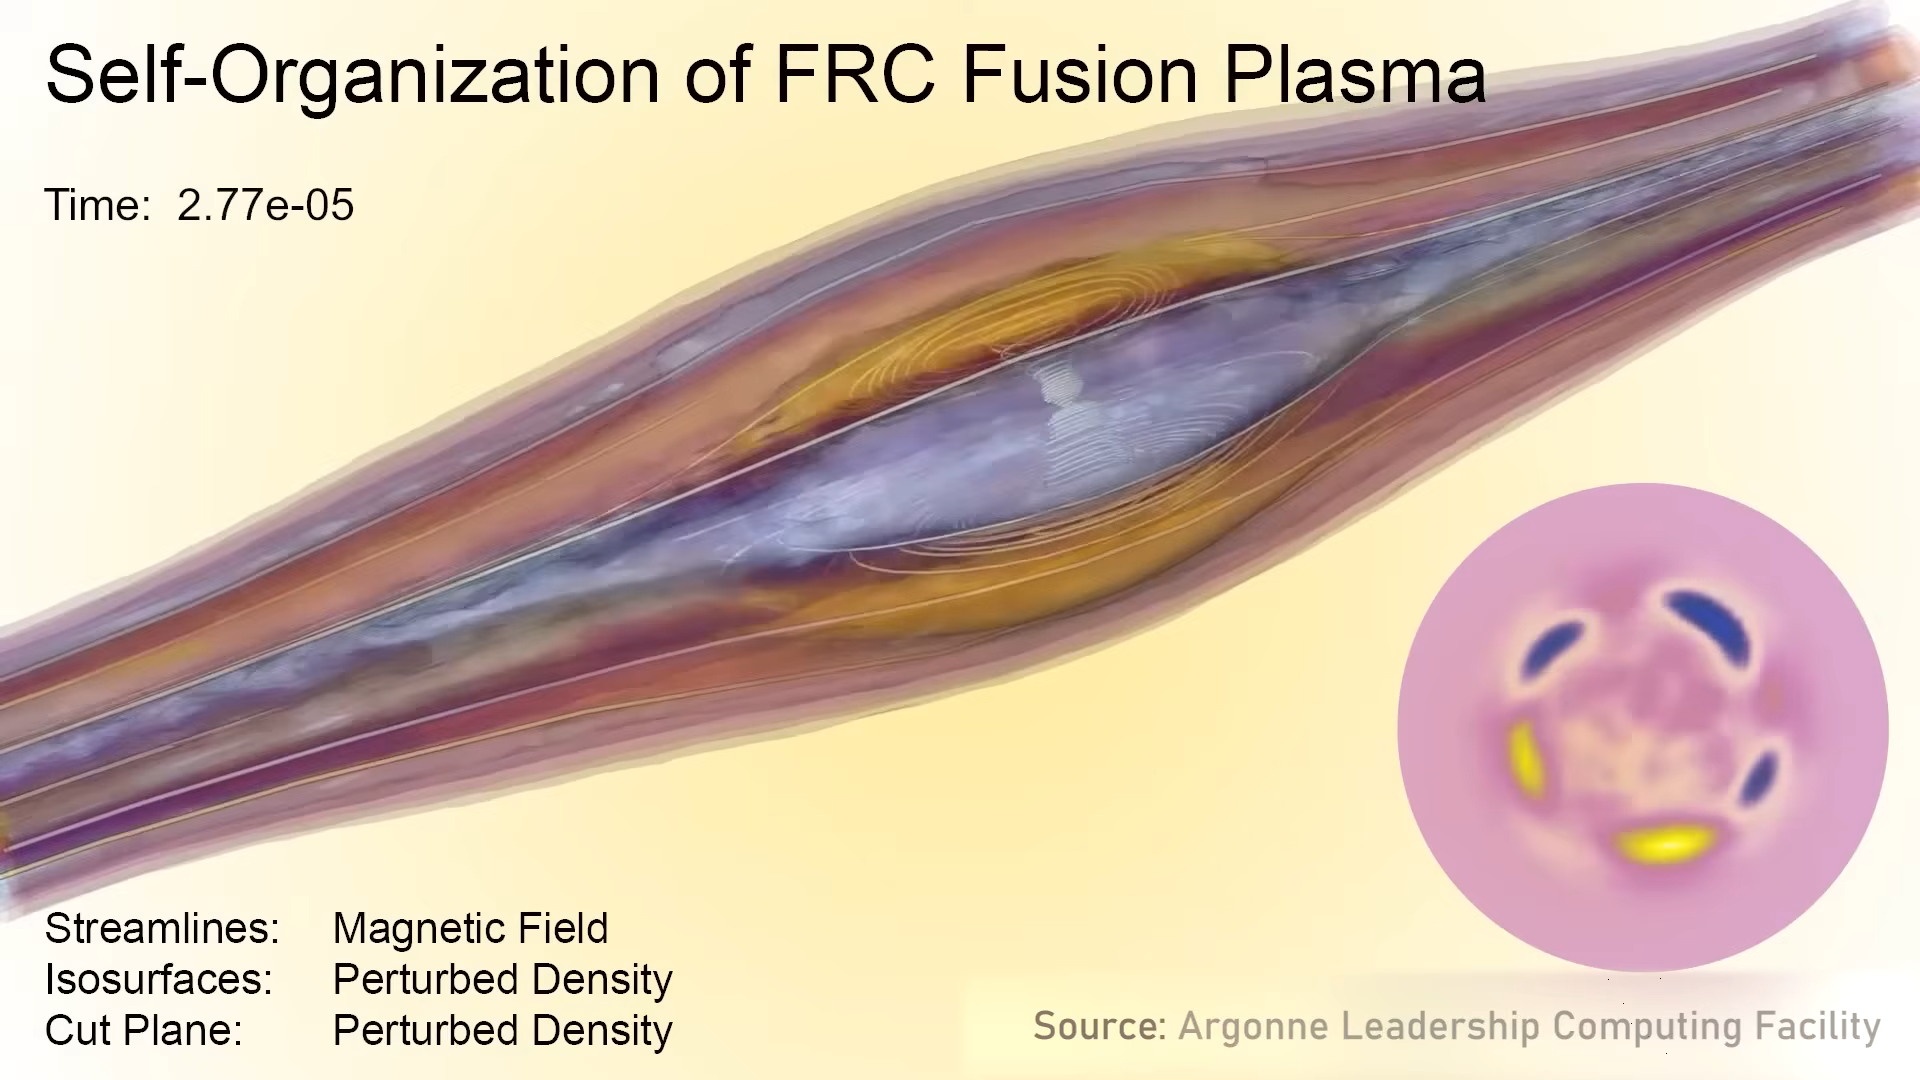 Self-Organization of FRC Fusion Plasma
Time: 2.77e-05
Streamlines: Magnetic Field
Isosurfaces: Perturbed Density
Cut Plane: Perturbed Density
Source: Argonne Leadership Computing Facility